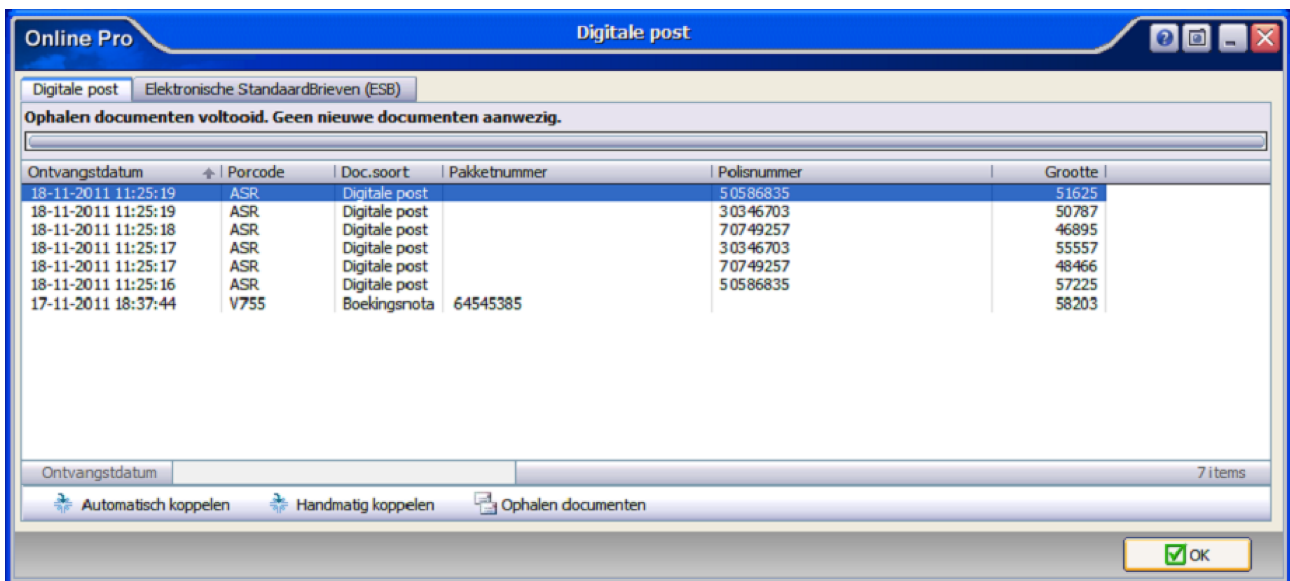 Online Pro Digitale post
Digitale post Elektronische StandaardBrieven (ESB)
Ophalen documenten voltooid. Geen nieuwe documenten aanwezig.
Ontvangstdatum Porcode Doc.soort Pakketnummer Polisnummer Grootte
18-11-2011 11:25:19 ASR Digitale post 50586835 51625
18-11-2011 11:25:19 ASR Digitale post 30346703 50787
18-11-2011 11:25:18 ASR Digitale post 70749257 46895
18-11-2011 11:25:17 ASR Digitale post 30346703 55557
18-11-2011 11:25:17 ASR Digitale post 70749257 48466
18-11-2011 11:25:16 ASR Digitale post 50586835 57225
17-11-2011 18:37:44 V755 Boekingsnota 64545385 58203
Ontvangstdatum 7 items
Automatisch koppelen Handmatig koppelen Ophalen documenten
OK